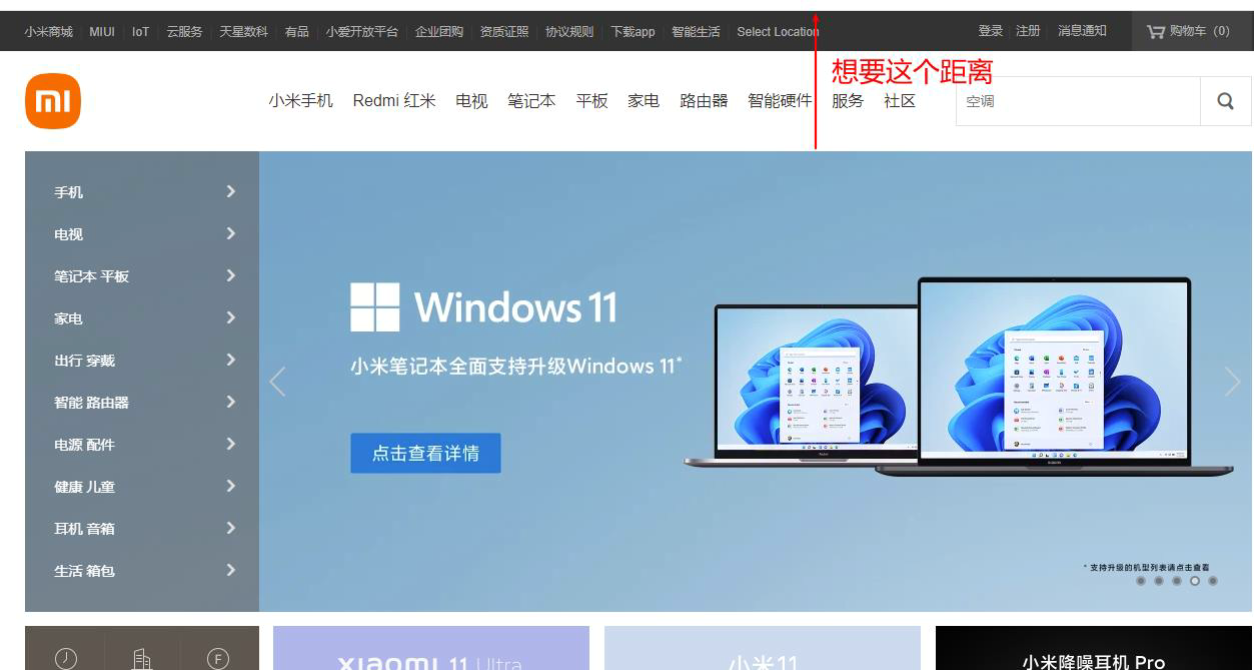 小米商城 MIUI IoT 云服务 天星数科 有品 小爱开放平台 企业团购 资质证照 协议规则 下载app 智能生活 Select Location 登录 注册 消息通知 购物车 (0)
想要这个距离
小米手机 Redmi 红米 电视 笔记本 平板 家电 路由器 智能硬件 服务 社区 空调
手机
电视
笔记本 平板
家电
出行 穿戴
智能 路由器
电源 配件
健康 儿童
耳机 音箱
生活 箱包
Windows 11
小米笔记本全面支持升级Windows 11*
点击查看详情
* 支持升级的机型列表请点击查看
xiaomi 11 Ultra
小米11
小米降噪耳机 Pro